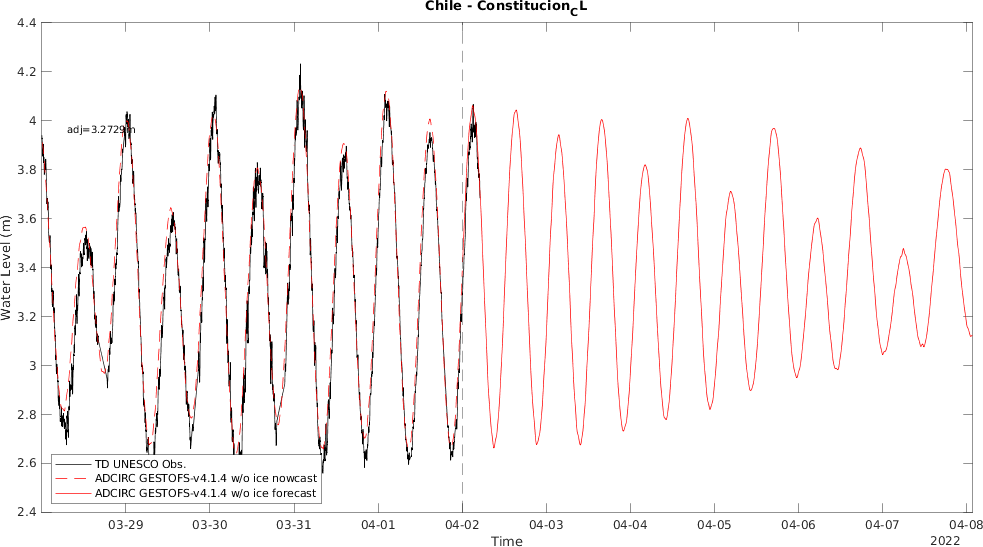 Chile - Constitucion_CL
4.4
4.2
4
3.8
3.6
3.4
3.2
3
2.8
2.6
2.4
Water Level (m)
adj=3.2729 m
TD UNESCO Obs.
ADCIRC GESTOFS-v4.1.4 w/o ice nowcast
ADCIRC GESTOFS-v4.1.4 w/o ice forecast
03-29 03-30 03-31 04-01 04-02 04-03 04-04 04-05 04-06 04-07 04-08
Time
2022